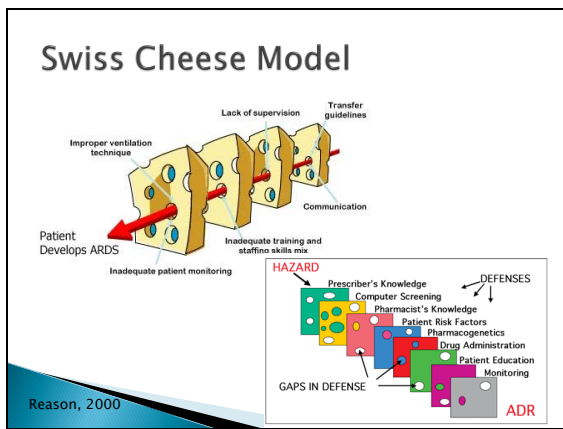 Swiss Cheese Model
Lack of supervision
Transfer
guidelines
Improper ventilation
technique
Communication
Patient
Develops ARDS
Inadequate training and
staffing skills mix
Inadequate patient monitoring
HAZARD
DEFENSES
Prescriber's Knowledge
Computer Screening
Pharmacist's Knowledge
Patient Risk Factors
Pharmacogenetics
Drug Administration
Patient Education
Monitoring
GAPS IN DEFENSE
ADR
Reason, 2000